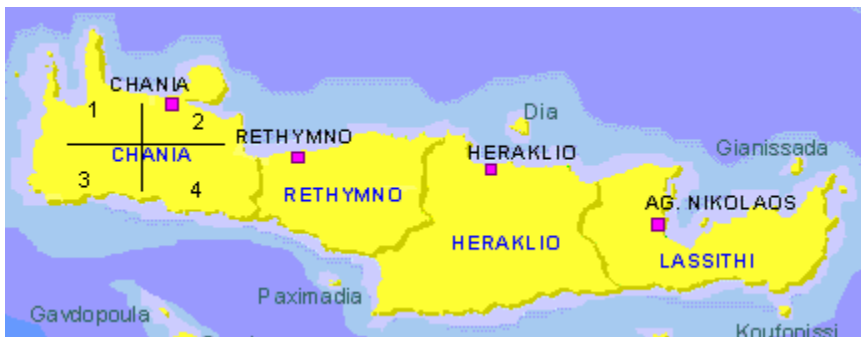 CHANIA
1
2
CHANIA
3
4
RETHYMNO
RETHYMNO
Dia
HERAKLIO
HERAKLIO
Gianissada
AG. NIKOLAOS
LASSITHI
Paximadia
Gavdopoula
Koufonissi